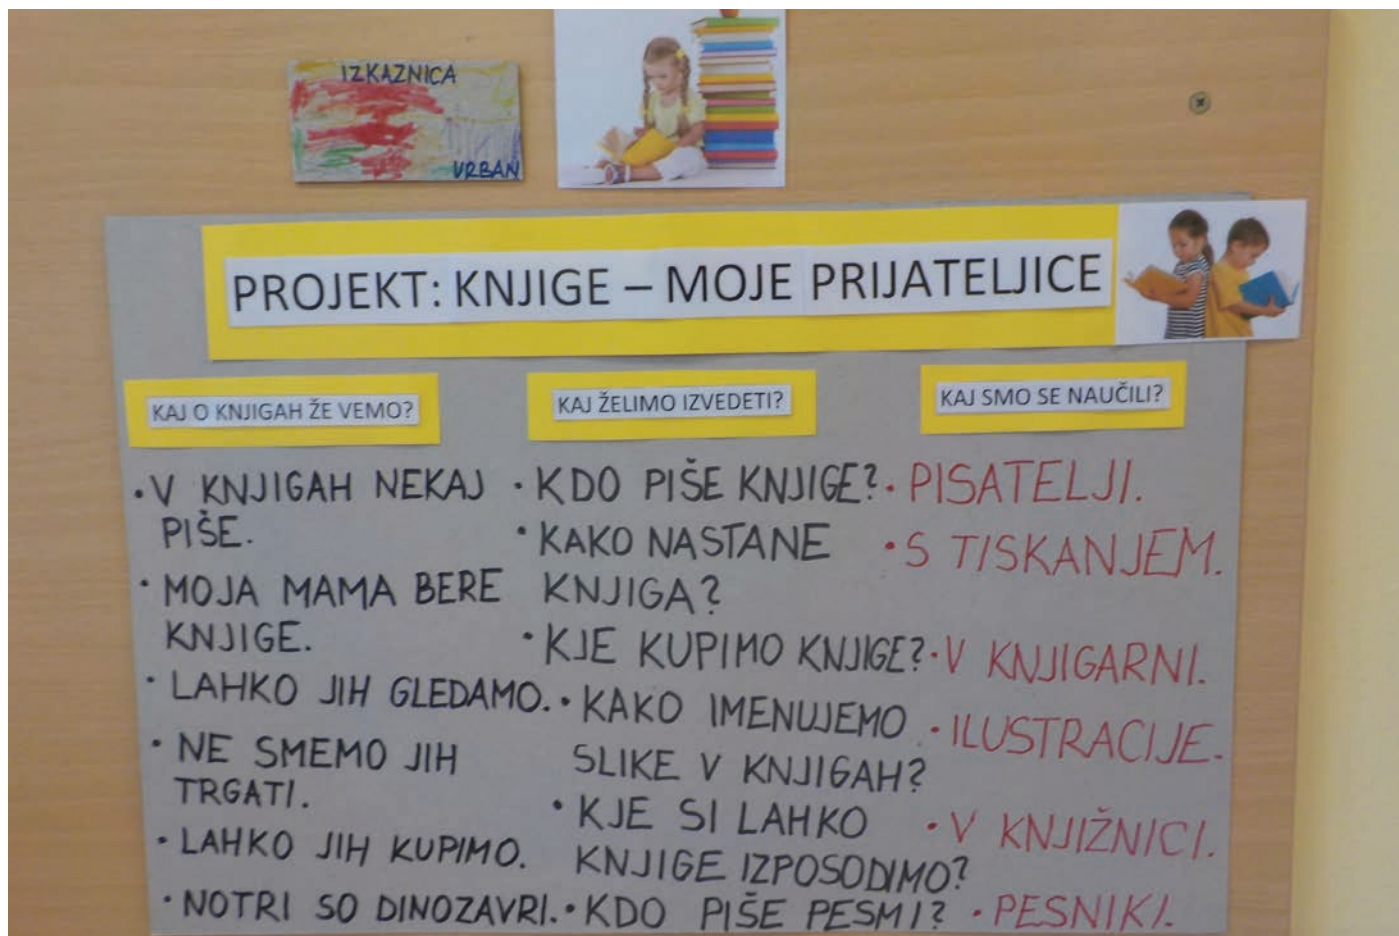 IZKAZNICA
URBAN
PROJEKT: KNJIGE – MOJE PRIJATELJICE
KAJ O KNJIGAH ŽE VEMO?
• V KNJIGAH NEKAJ
PIŠE.
• MOJA MAMA BERE
KNJIGE.
• LAHKO JIH GLEDAMO.
• NE SMEMO JIH
TRGATI.
• LAHKO JIH KUPIMO.
• NOTRI SO DINOZAVRI.
KAJ ŽELIMO IZVEDETI?
• KDO PIŠE KNJIGE?
• KAKO NASTANE
KNJIGA?
• KJE KUPIMO KNJIGE?
• KAKO IMENUJEMO
SLIKE V KNJIGAH?
• KJE SI LAHKO
KNJIGE IZPOSODIMO?
• KDO PIŠE PESMI?
KAJ SMO SE NAUČILI?
• PISATELJI.
• S TISKANJEM.
• V KNJIGARNI.
• ILUSTRACIJE.
• V KNJIŽNICI.
• PESNIKI.